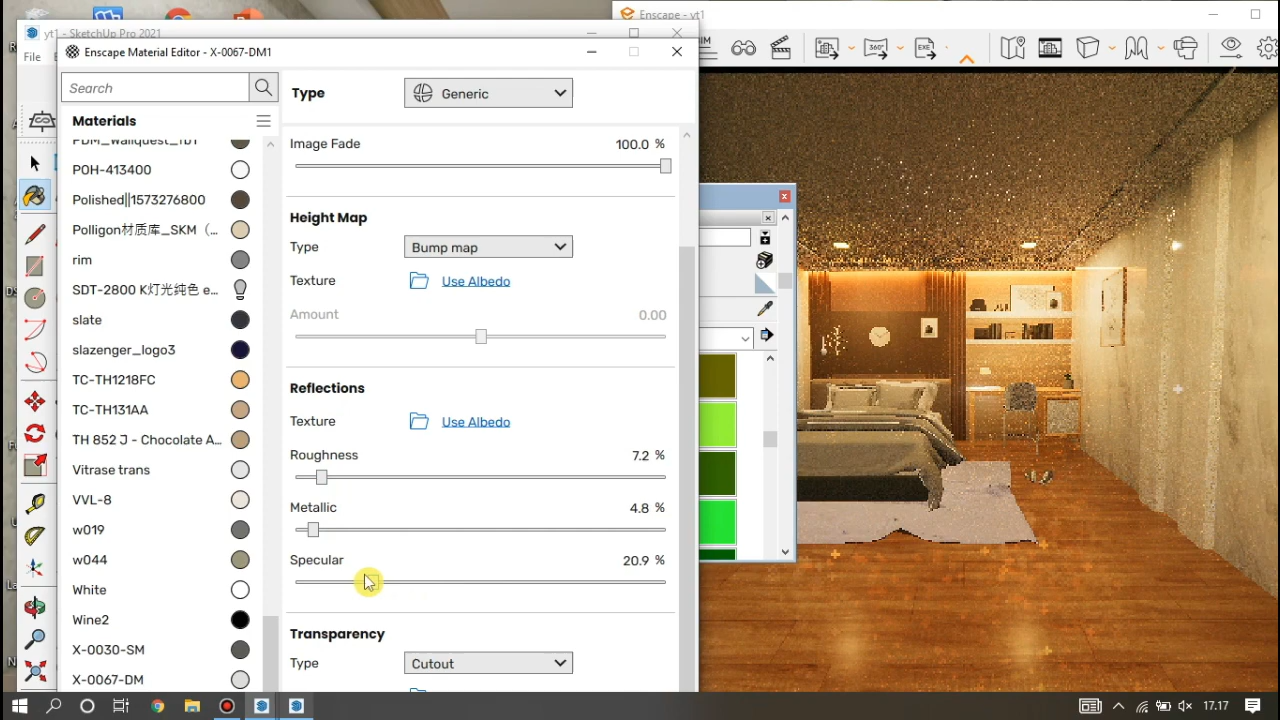 yt1 - SketchUp Pro 2021
Enscape - yt1
File
Enscape Material Editor - X-0067-DM1
Search
Type
Generic
Materials
Image Fade
100.0 %
POH-413400
Polished||1573276800
Height Map
Polligon材质库_SKM（...
Type
Bump map
rim
Texture
Use Albedo
SDT-2800 K灯光纯色 e...
Amount
0.00
slate
slazenger_logo3
TC-TH1218FC
Reflections
TC-TH131AA
Texture
Use Albedo
TH 852 J - Chocolate A...
Roughness
7.2 %
Vitrase trans
VVL-8
Metallic
4.8 %
w019
w044
Specular
20.9 %
White
Wine2
Transparency
X-0030-SM
Type
Cutout
X-0067-DM
17.17